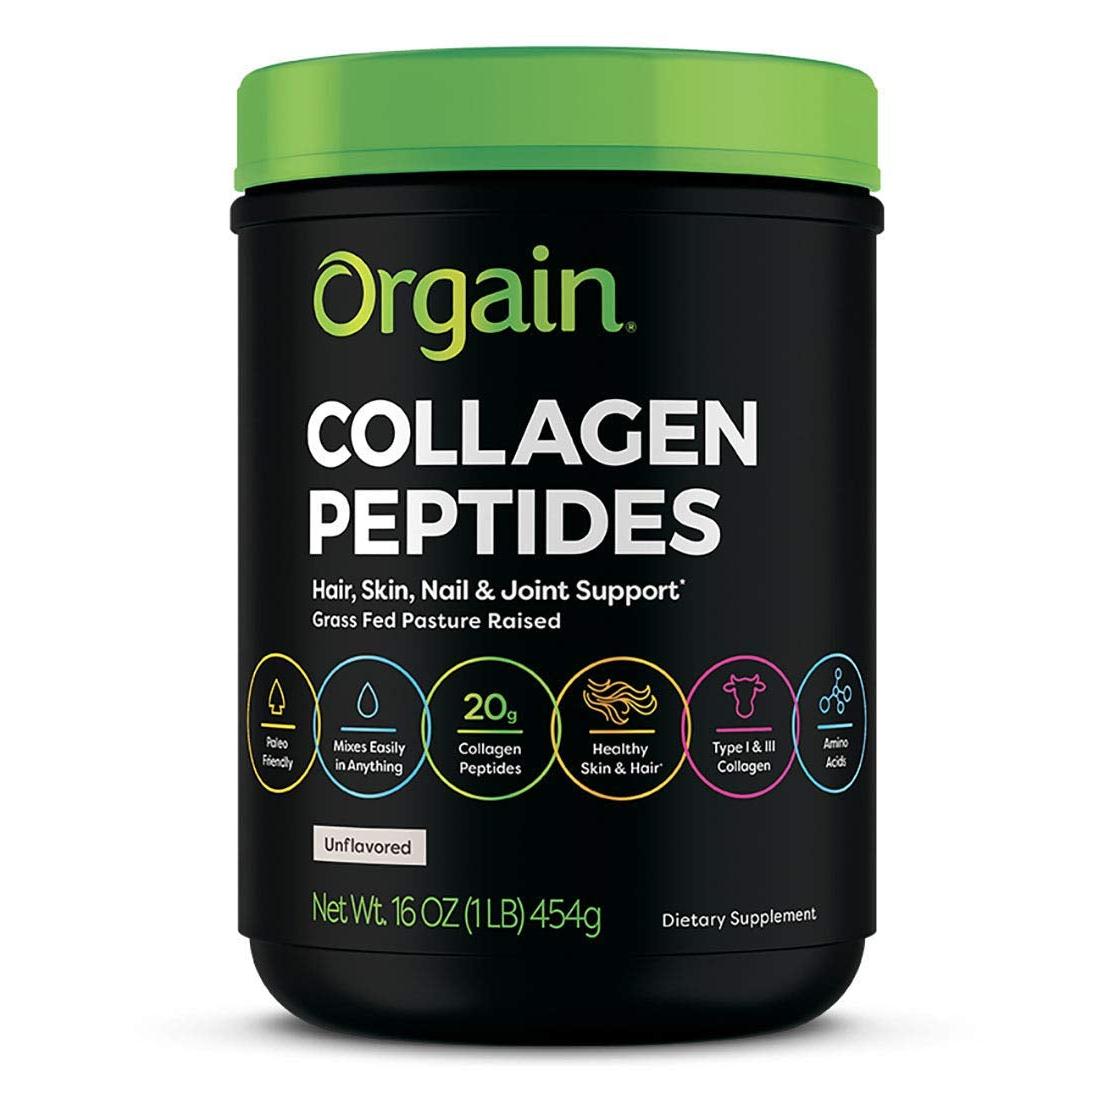 Orgain®
COLLAGEN
PEPTIDES
Hair, Skin, Nail & Joint Support*
Grass Fed Pasture Raised
Paleo
Friendly
Mixes Easily
in Anything
20g
Collagen
Peptides
Healthy
Skin & Hair*
Type I & III
Collagen
Amino
Acids
Unflavored
Net Wt. 16 OZ (1 LB) 454g
Dietary Supplement